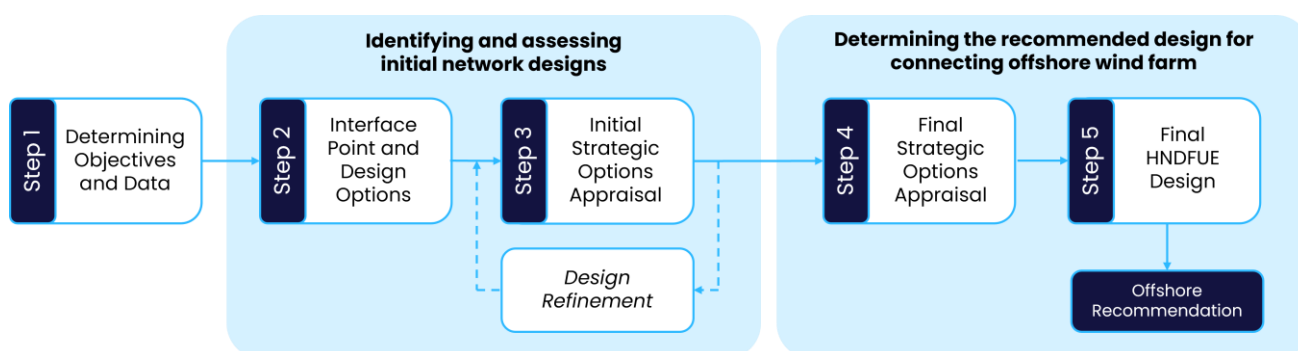 Identifying and assessing
initial network designs
Determining the recommended design for
connecting offshore wind farm
Step 1
Determining
Objectives
and Data
Step 2
Interface
Point and
Design
Options
Step 3
Initial
Strategic
Options
Appraisal
Design
Refinement
Step 4
Final
Strategic
Options
Appraisal
Step 5
Final
HNDFUE
Design
Offshore
Recommendation